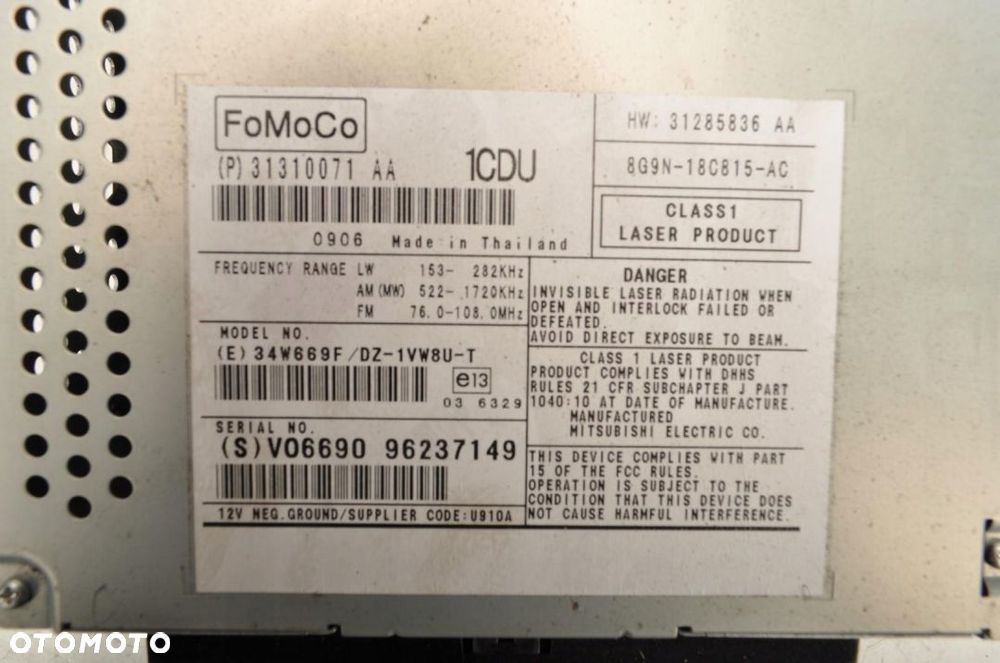 FoMoCo
(P) 31310071 AA 1CDU
0906 Made in Thailand
HW: 31285836 AA
8G9N-18C815-AC
CLASS1
LASER PRODUCT
FREQUENCY RANGE LW 153- 282KHz
AM(MW) 522- 1720KHz
FM 76.0-108.0MHz
MODEL NO.
(E) 34W669F/DZ-1VW8U-T
e13
03 6329
SERIAL NO.
(S) V06690 96237149
12V NEG.GROUND/SUPPLIER CODE:U910A
DANGER
INVISIBLE LASER RADIATION WHEN
OPEN AND INTERLOCK FAILED OR
DEFEATED.
AVOID DIRECT EXPOSURE TO BEAM.
CLASS 1 LASER PRODUCT
PRODUCT COMPLIES WITH DHHS
RULES 21 CFR SUBCHAPTER J PART
1040:10 AT DATE OF MANUFACTURE.
MANUFACTURED
MITSUBISHI ELECTRIC CO.
THIS DEVICE COMPLIES WITH PART
15 OF THE FCC RULES.
OPERATION IS SUBJECT TO THE
CONDITION THAT THIS DEVICE DOES
NOT CAUSE HARMFUL INTERFERENCE.
OTOMOTO